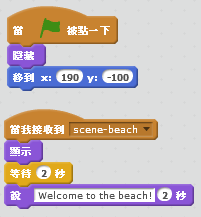 當 被點一下
隱藏
移到 x: 190 y: -100
當我接收到 scene-beach
顯示
等待 2 秒
說 Welcome to the beach! 2 秒